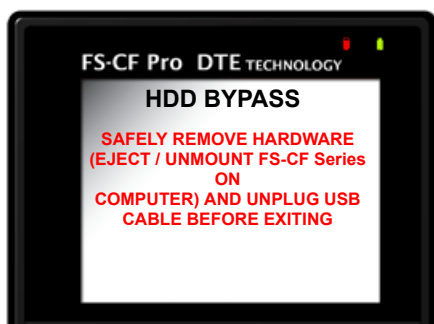 FS-CF Pro DTE TECHNOLOGY
HDD BYPASS
SAFELY REMOVE HARDWARE
(EJECT / UNMOUNT FS-CF Series
ON
COMPUTER) AND UNPLUG USB
CABLE BEFORE EXITING